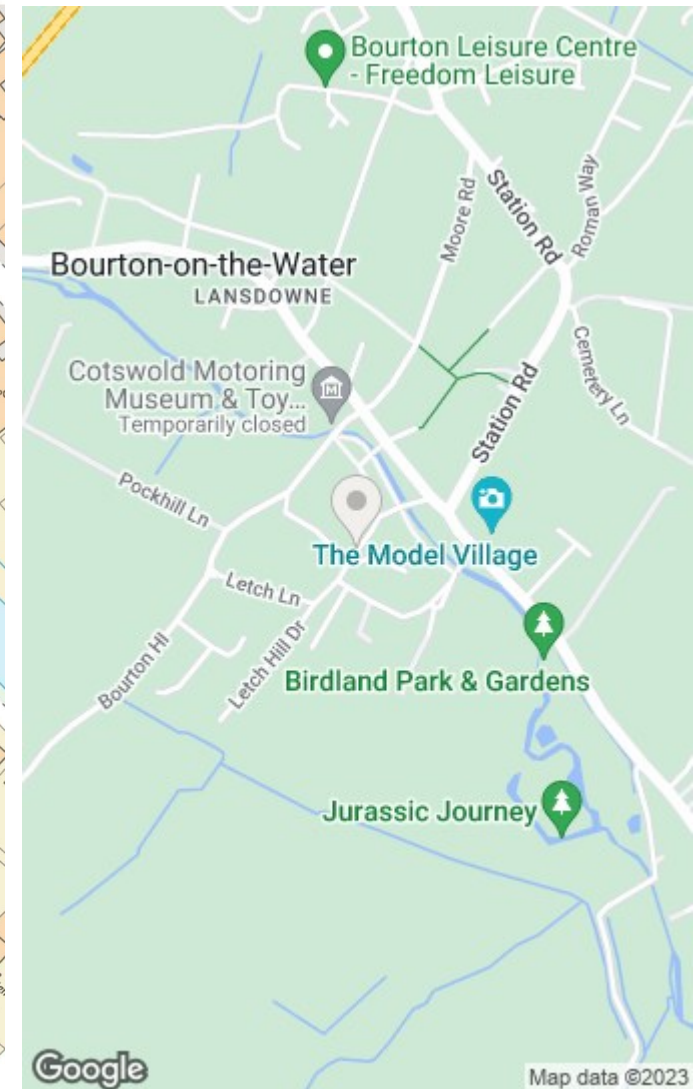 Bourton Leisure Centre
- Freedom Leisure
Station Rd
Roman Way
Moore Rd
Bourton-on-the-Water
LANSDOWNE
Cotswold Motoring
Museum & Toy...
Temporarily closed
Cemetery Ln
Station Rd
Pockhill Ln
The Model Village
Letch Ln
Letch Hill Dr
Bourton Hl
Birdland Park & Gardens
Jurassic Journey
Google
Map data ©2023